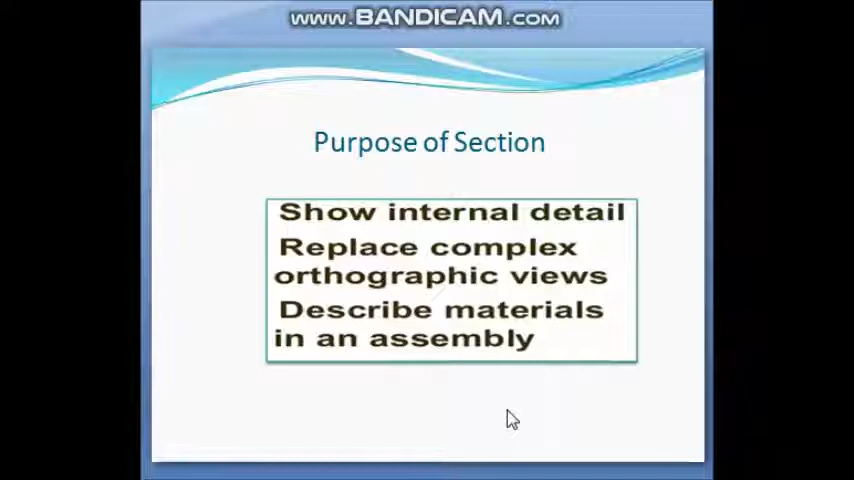 www.BANDICAM.com
Purpose of Section
Show internal detail
Replace complex
orthographic views
Describe materials
in an assembly